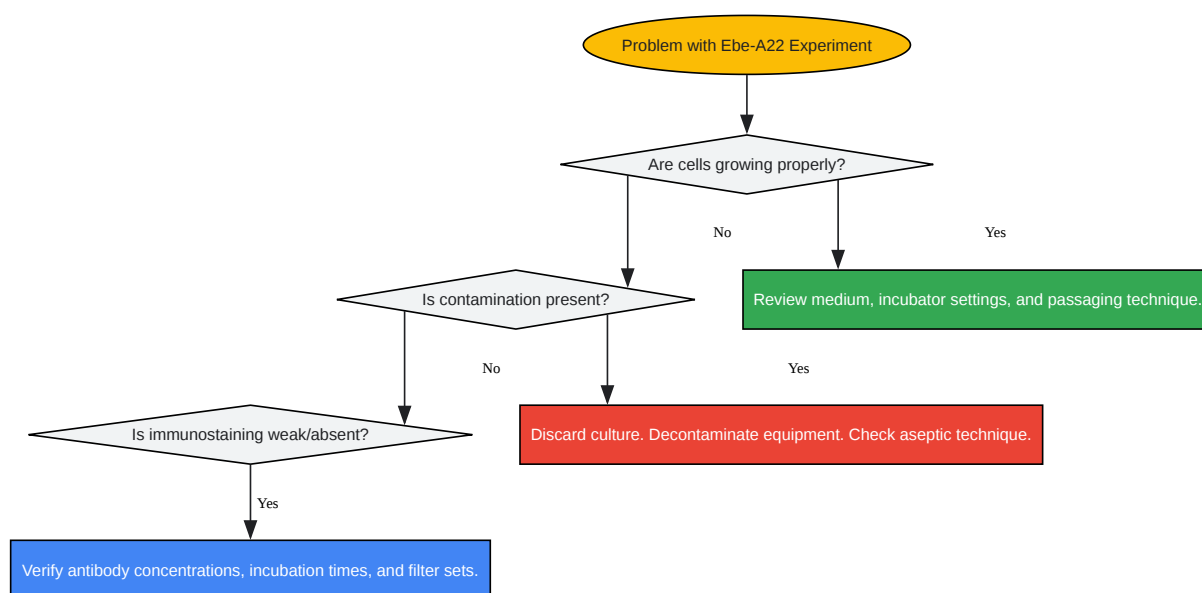 Problem with Ebe-A22 Experiment
Are cells growing properly?
No
Yes
Is contamination present?
Review medium, incubator settings, and passaging technique.
No
Yes
Is immunostaining weak/absent?
Discard culture. Decontaminate equipment. Check aseptic technique.
Yes
Verify antibody concentrations, incubation times, and filter sets.